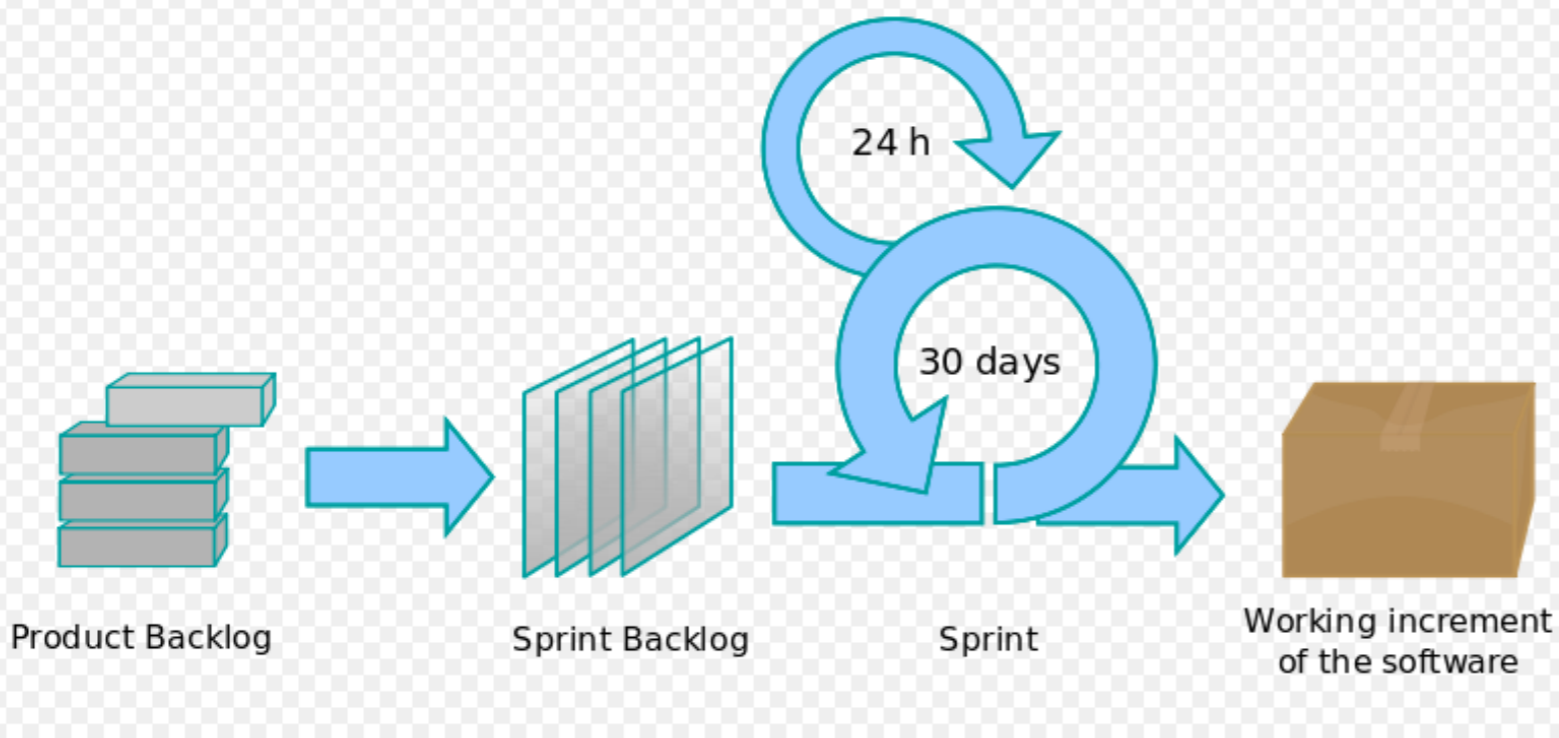 24 h
30 days
Product Backlog
Sprint Backlog
Sprint
Working increment
of the software